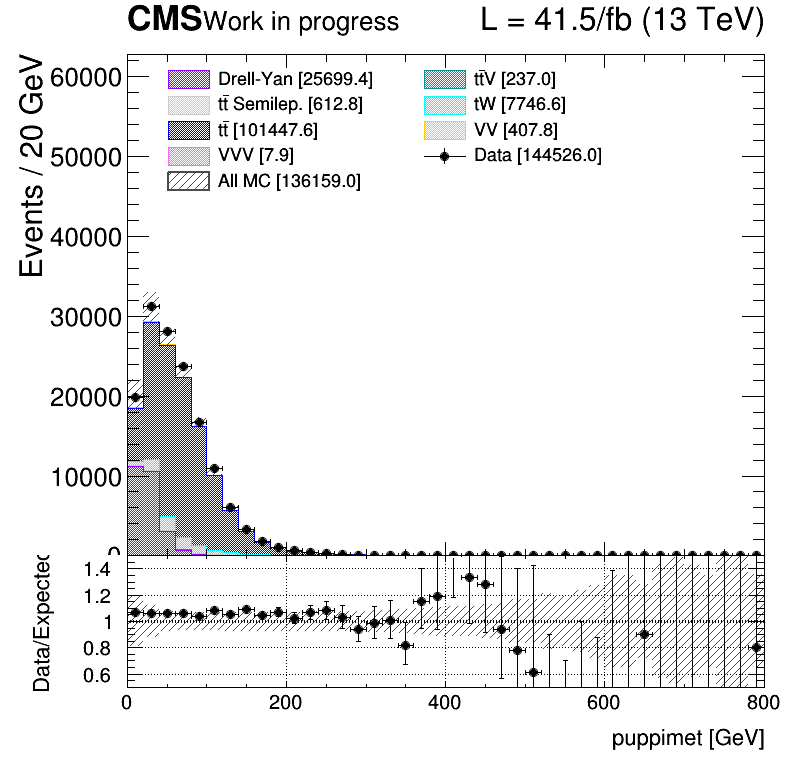 CMS Work in progress L = 41.5/fb (13 TeV)
Events / 20 GeV
60000
50000
40000
30000
20000
10000
0
Drell-Yan [25699.4]
tt̄ Semilep. [612.8]
tt̄ [101447.6]
VVV [7.9]
All MC [136159.0]
tt̄V [237.0]
tW [7746.6]
VV [407.8]
Data [144526.0]
Data/Expected
1.4
1.2
1
0.8
0.6
0 200 400 600 800
puppimet [GeV]